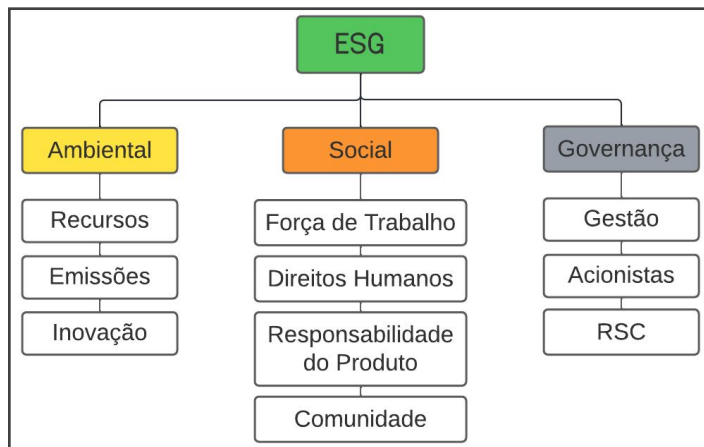 ESG
Ambiental
Recursos
Emissões
Inovação
Social
Força de Trabalho
Direitos Humanos
Responsabilidade
do Produto
Comunidade
Governança
Gestão
Acionistas
RSC